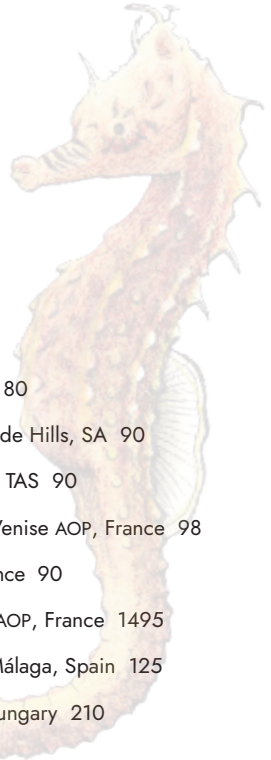 80
de Hills, SA 90
TAS 90
Venise AOP, France 98
nce 90
AOP, France 1495
Málaga, Spain 125
ungary 210